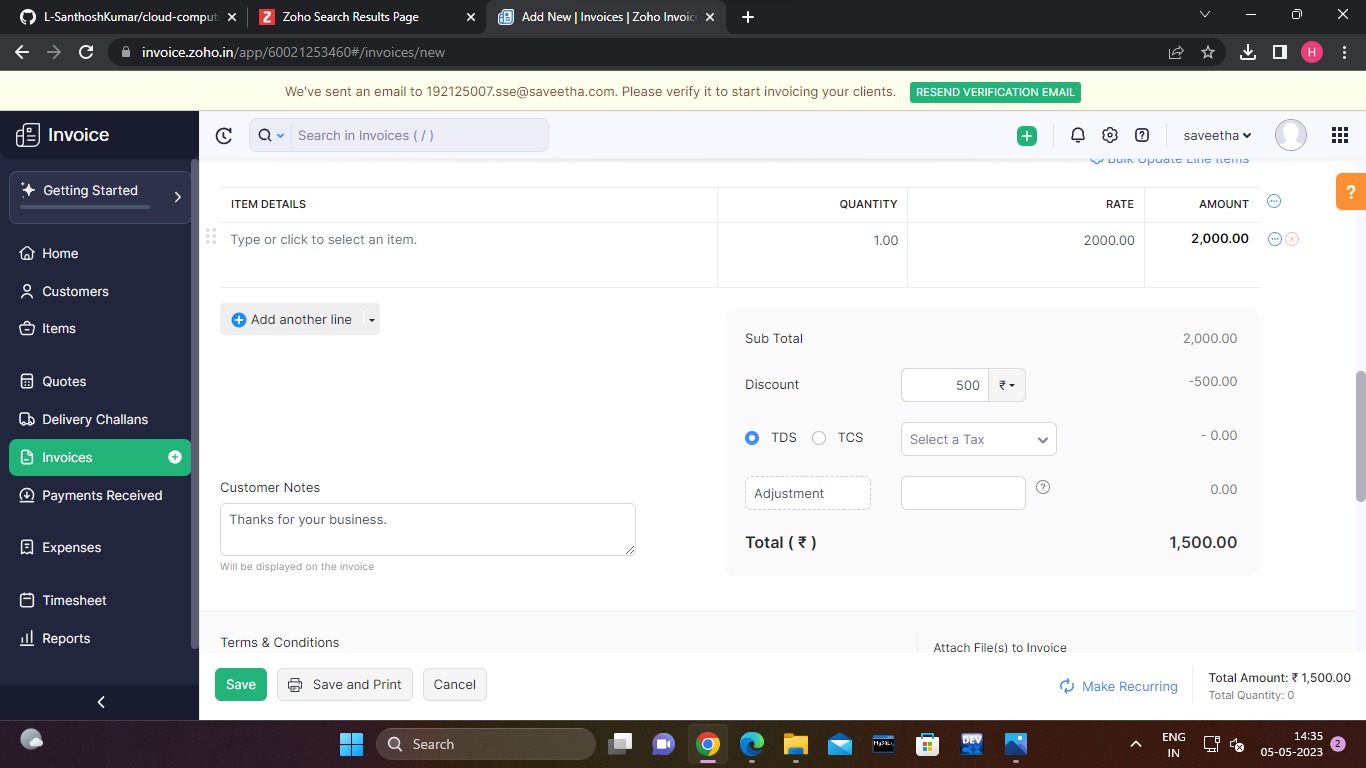 L-SanthoshKumar/cloud-comput
Zoho Search Results Page
Add New | Invoices | Zoho Invoic
invoice.zoho.in/app/60021253460#/invoices/new
H
We've sent an email to 192125007.sse@saveetha.com. Please verify it to start invoicing your clients.
RESEND VERIFICATION EMAIL
Invoice
Search in Invoices ( / )
saveetha
Getting Started
Bulk Update Line Items
?
ITEM DETAILS QUANTITY RATE AMOUNT
Type or click to select an item. 1.00 2000.00 2,000.00
Home
Customers
Items
Quotes
Delivery Challans
Invoices
Payments Received
Expenses
Timesheet
Reports
Add another line
Sub Total 2,000.00
Discount 500 ₹ -500.00
TDS TCS Select a Tax - 0.00
Adjustment 0.00
Total ( ₹ ) 1,500.00
Customer Notes
Thanks for your business.
Will be displayed on the invoice
Terms & Conditions
Attach File(s) to Invoice
Save
Save and Print
Cancel
Make Recurring
Total Amount: ₹ 1,500.00
Total Quantity: 0
Search
MySQL
DEV
ENG
IN
14:35
05-05-2023
2